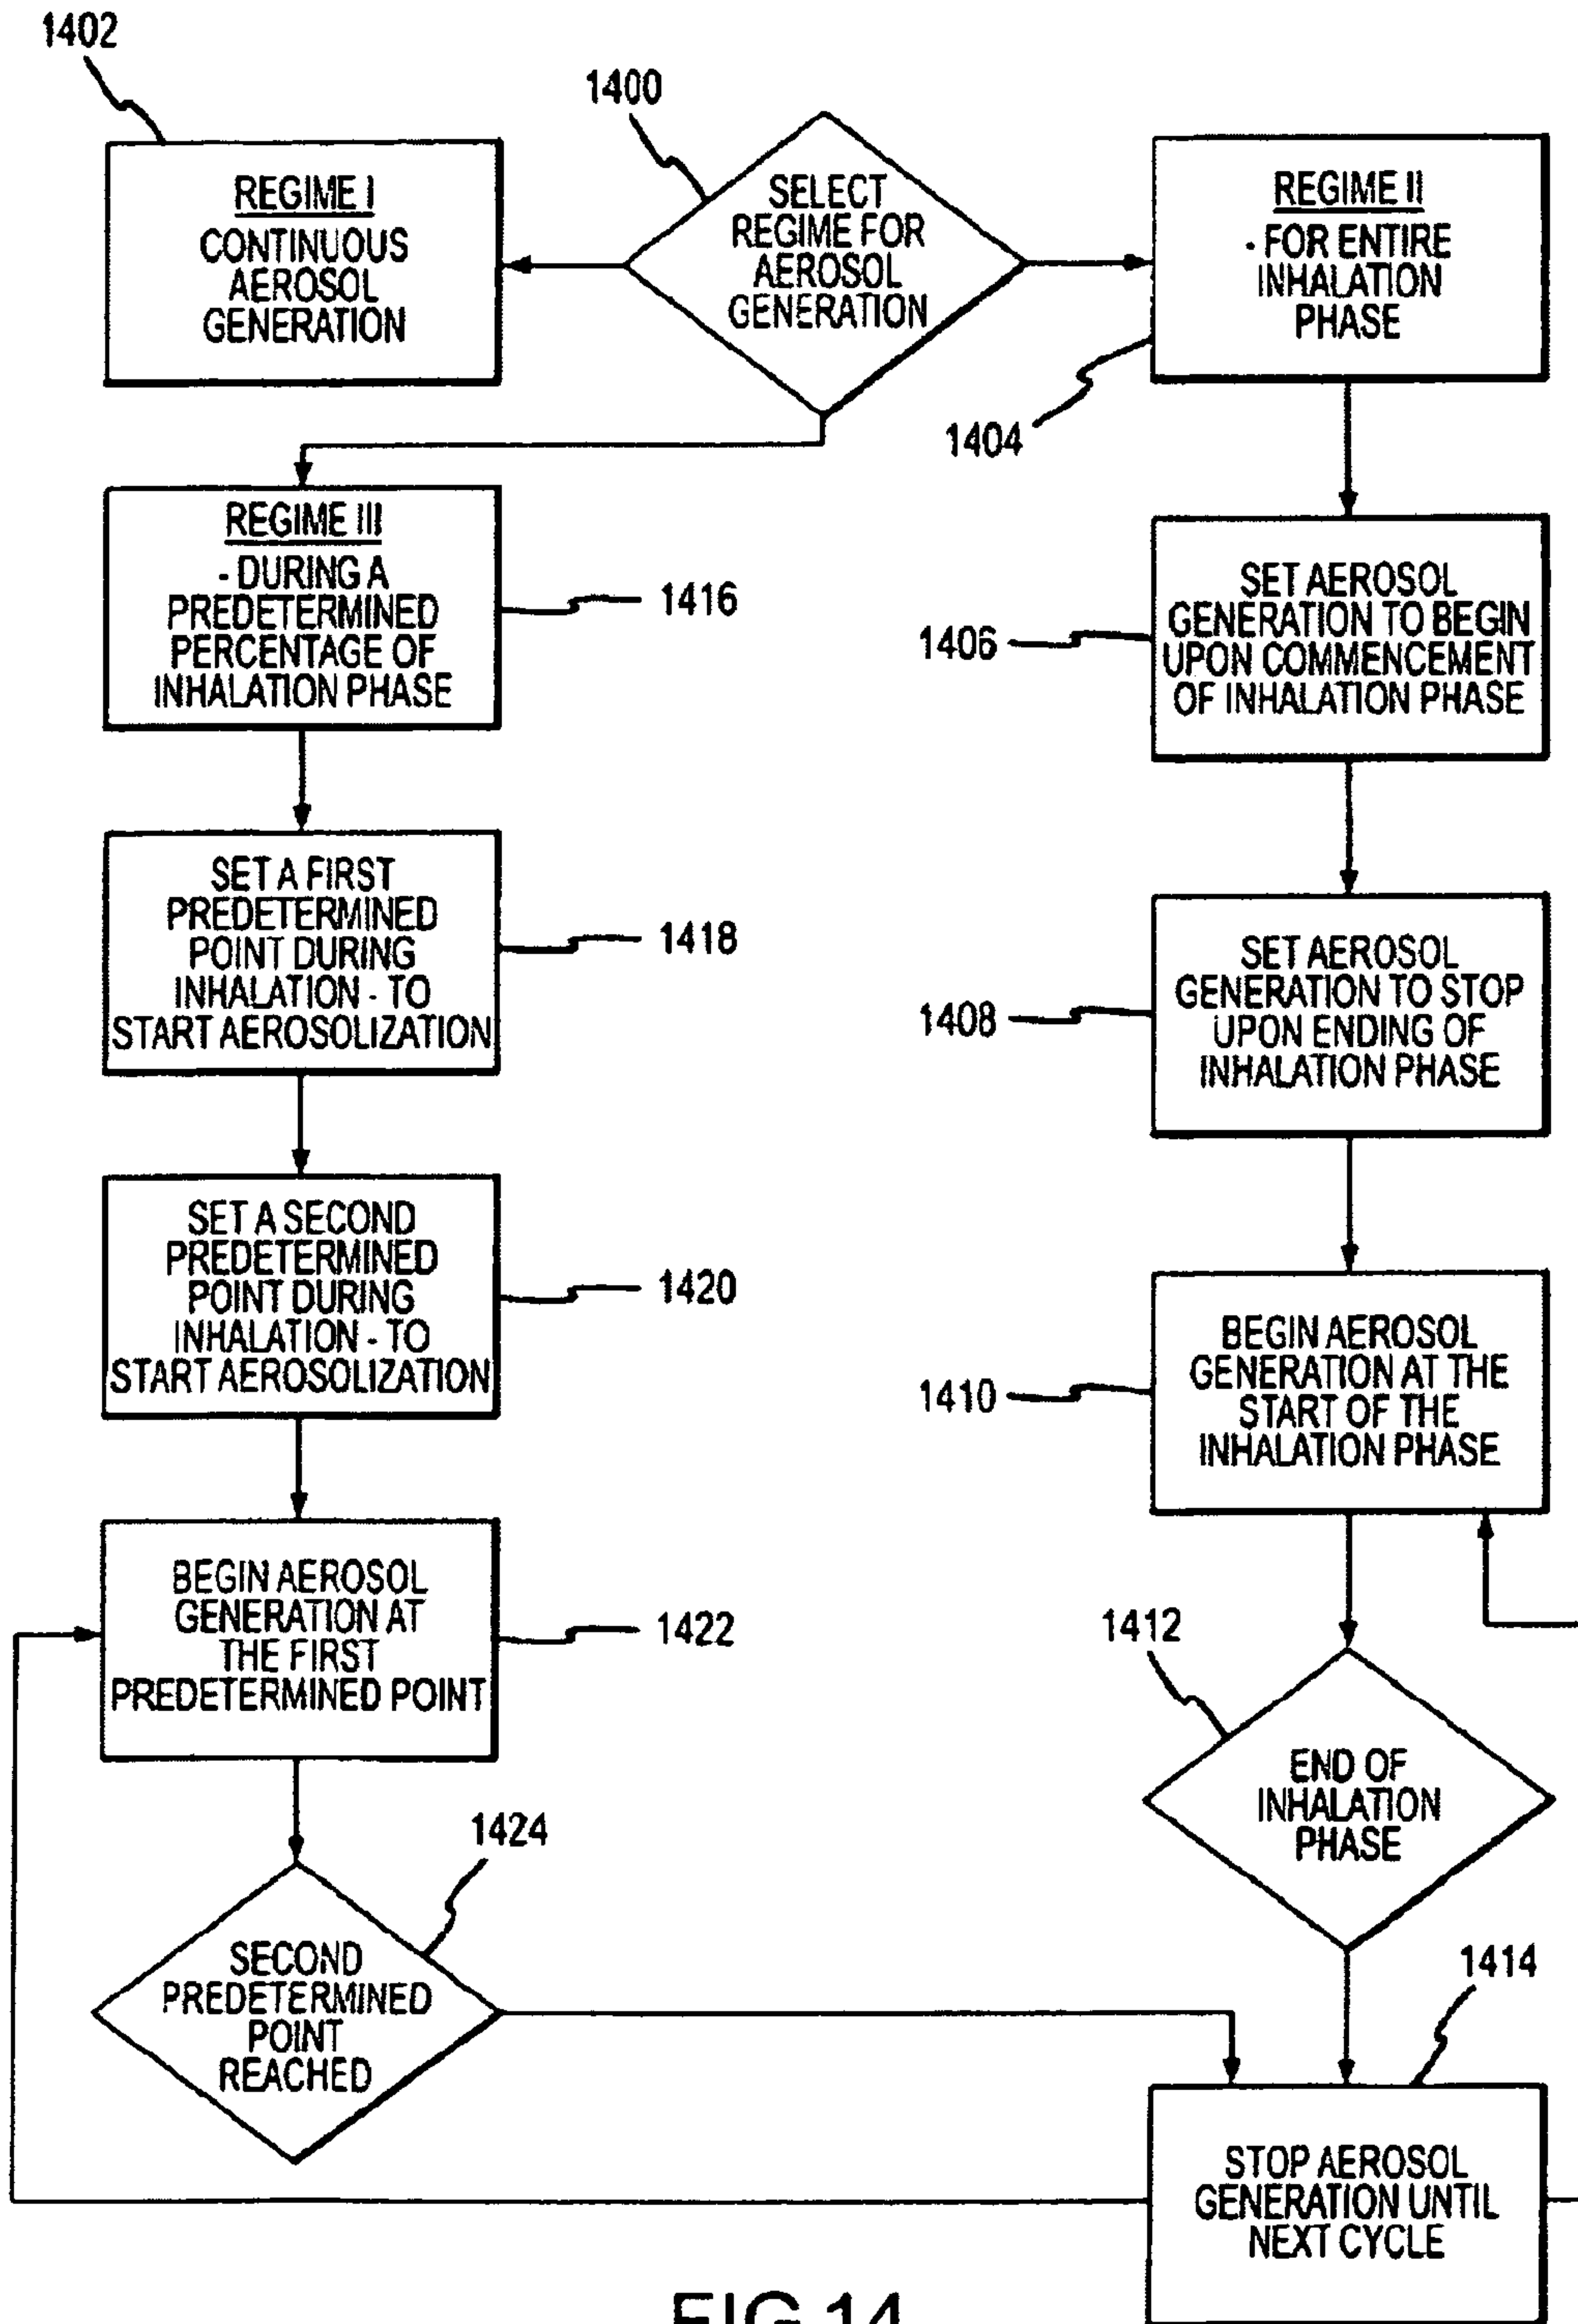 1402
1400
REGIME I
CONTINUOUS
AEROSOL
GENERATION
SELECT
REGIME FOR
AEROSOL
GENERATION
REGIME II
- FOR ENTIRE
INHALATION
PHASE
1404
REGIME III
- DURING A
PREDETERMINED
PERCENTAGE OF
INHALATION PHASE
1416
SET AEROSOL
GENERATION TO BEGIN
UPON COMMENCEMENT
OF INHALATION PHASE
1406
SET A FIRST
PREDETERMINED
POINT DURING
INHALATION - TO
START AEROSOLIZATION
1418
SET AEROSOL
GENERATION TO STOP
UPON ENDING OF
INHALATION PHASE
1408
SET A SECOND
PREDETERMINED
POINT DURING
INHALATION - TO
START AEROSOLIZATION
1420
BEGIN AEROSOL
GENERATION AT THE
START OF THE
INHALATION PHASE
1410
BEGIN AEROSOL
GENERATION AT
THE FIRST
PREDETERMINED POINT
1422
1412
END OF
INHALATION
PHASE
1424
SECOND
PREDETERMINED
POINT
REACHED
1414
STOP AEROSOL
GENERATION UNTIL
NEXT CYCLE
FIG.14